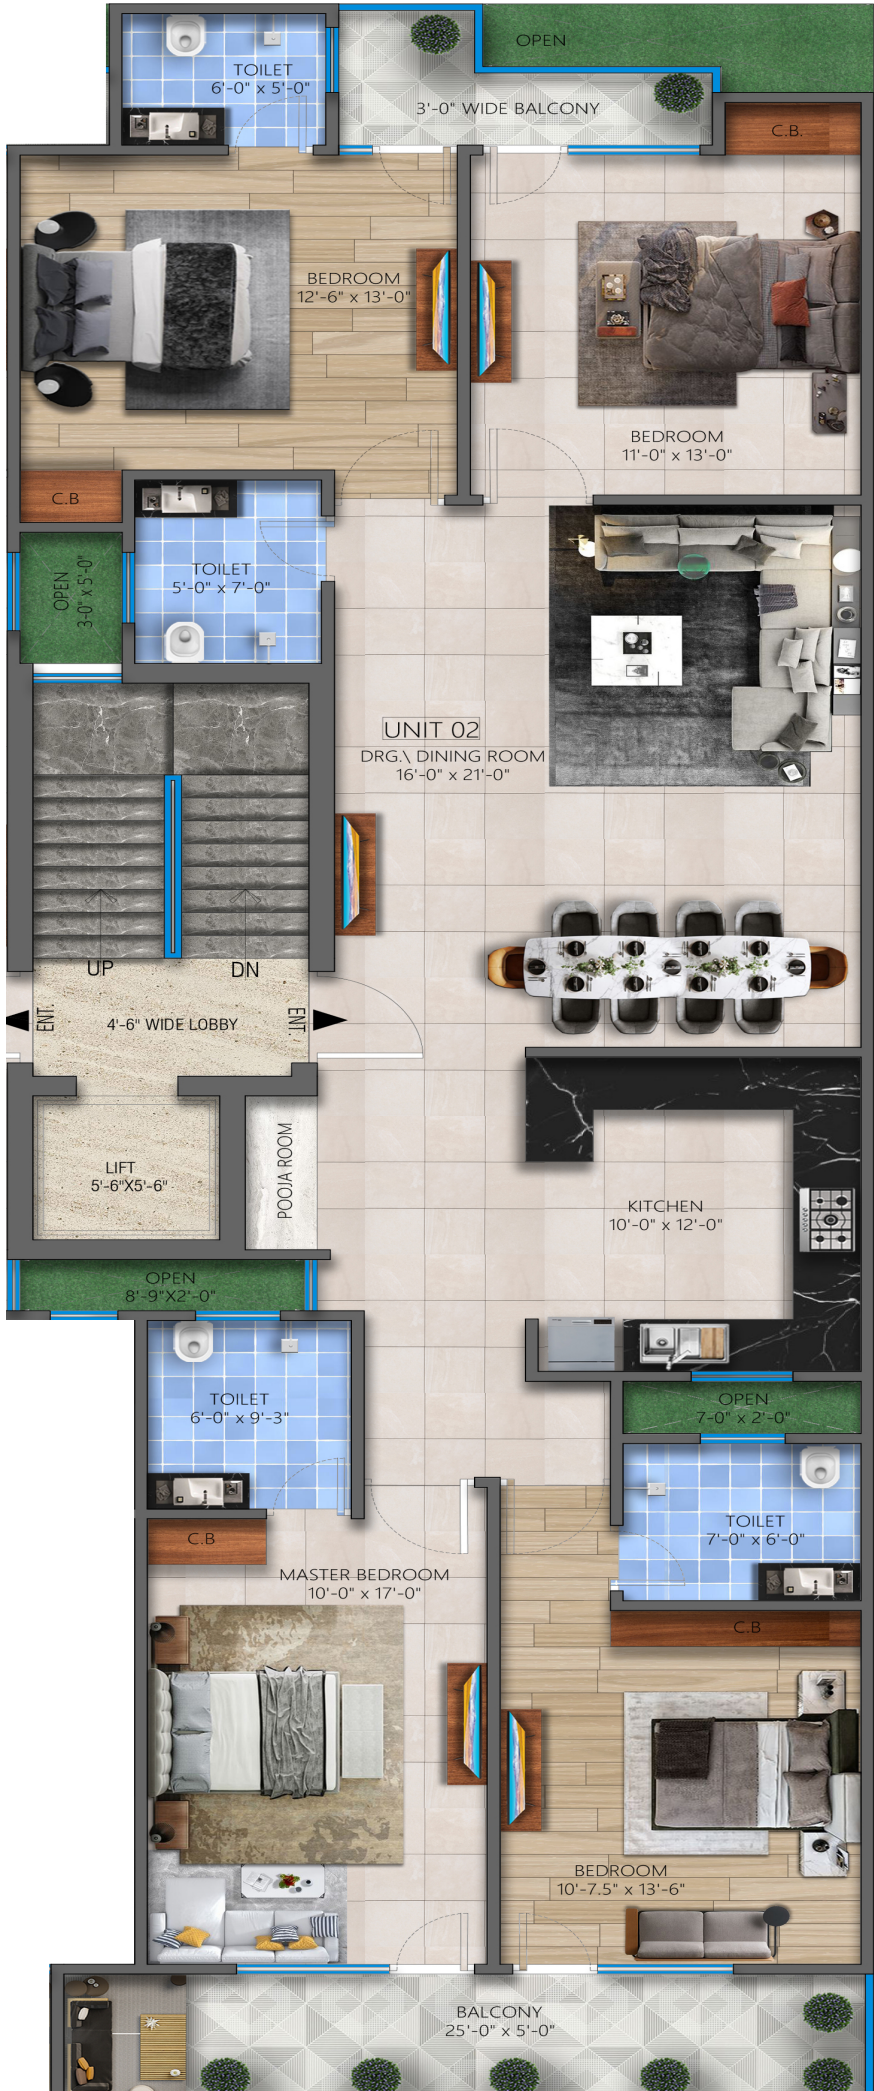 OPEN
TOILET
6'-0" x 5'-0"
3'-0" WIDE BALCONY
C.B.
BEDROOM
12'-6" x 13'-0"
BEDROOM
11'-0" x 13'-0"
C.B
OPEN
3-0" x 5'-0"
TOILET
5'-0" x 7'-0"
UNIT 02
DRG.\ DINING ROOM
16'-0" x 21'-0"
UP
DN
ENT.
4'-6" WIDE LOBBY
ENT.
LIFT
5'-6"X5'-6"
POOJA ROOM
KITCHEN
10'-0" x 12'-0"
OPEN
8'-9"X2'-0"
TOILET
6'-0" x 9'-3"
OPEN
7-0" x 2'-0"
TOILET
7'-0" x 6'-0"
C.B
MASTER BEDROOM
10'-0" x 17'-0"
C.B
BEDROOM
10'-7.5" x 13'-6"
BALCONY
25'-0" x 5'-0"